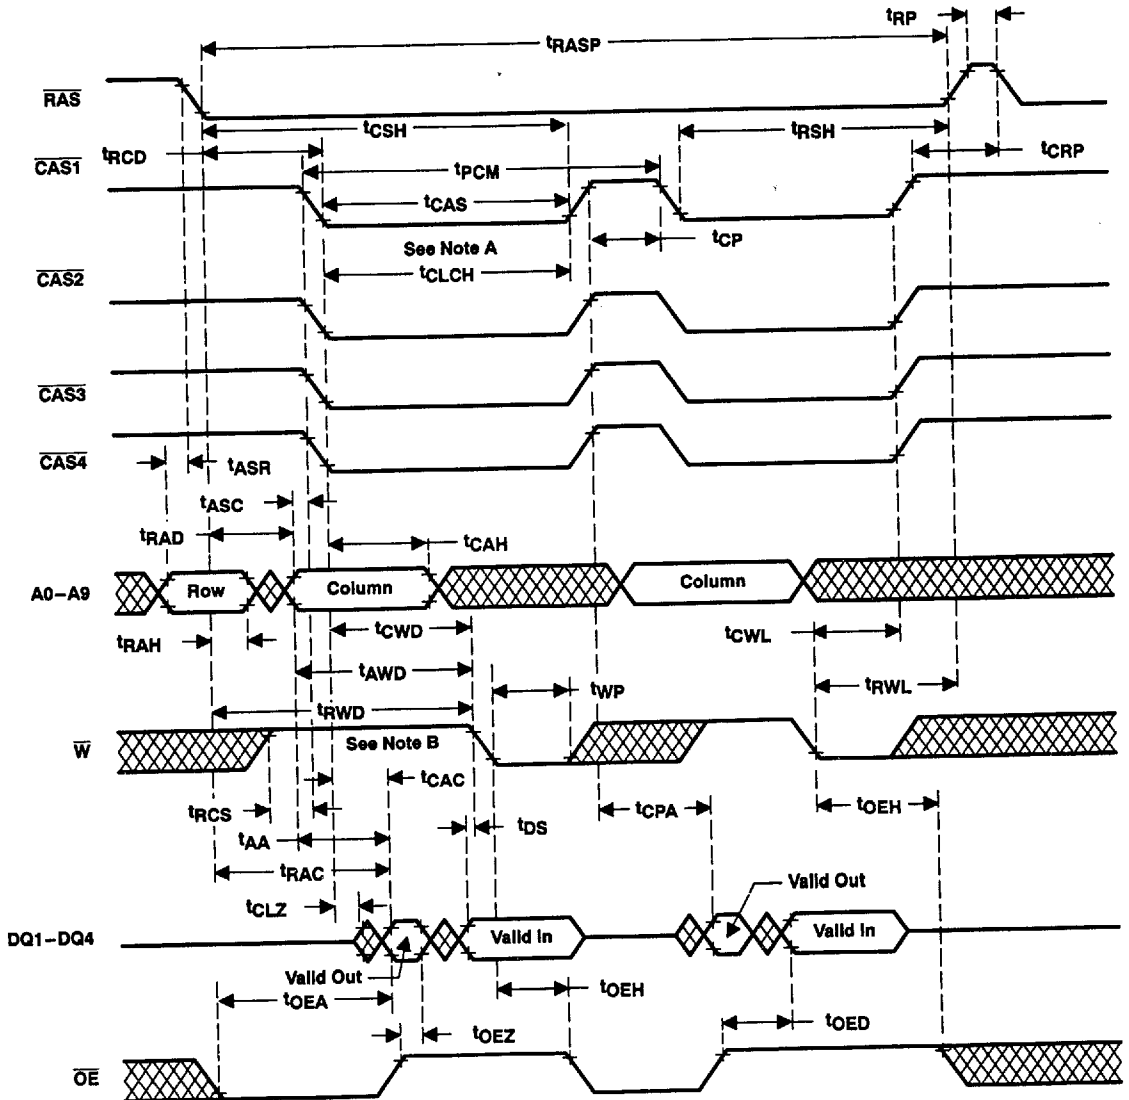 tRP
tRASP
RAS
tCSH
tRSH
tRCD
tCRP
CAS1
tPCM
tCAS
tCP
See Note A
tCLCH
CAS2
CAS3
CAS4
tASR
tASC
tRAD
tCAH
A0–A9
Row
Column
Column
tRAH
tCWD
tCWL
tAWD
tWP
tRWL
tRWD
W
See Note B
tCAC
tRCS
tCPA
tOEH
tDS
tAA
tRAC
Valid Out
tCLZ
DQ1–DQ4
Valid In
Valid In
Valid Out
tOEA
tOEH
tOEZ
tOED
OE